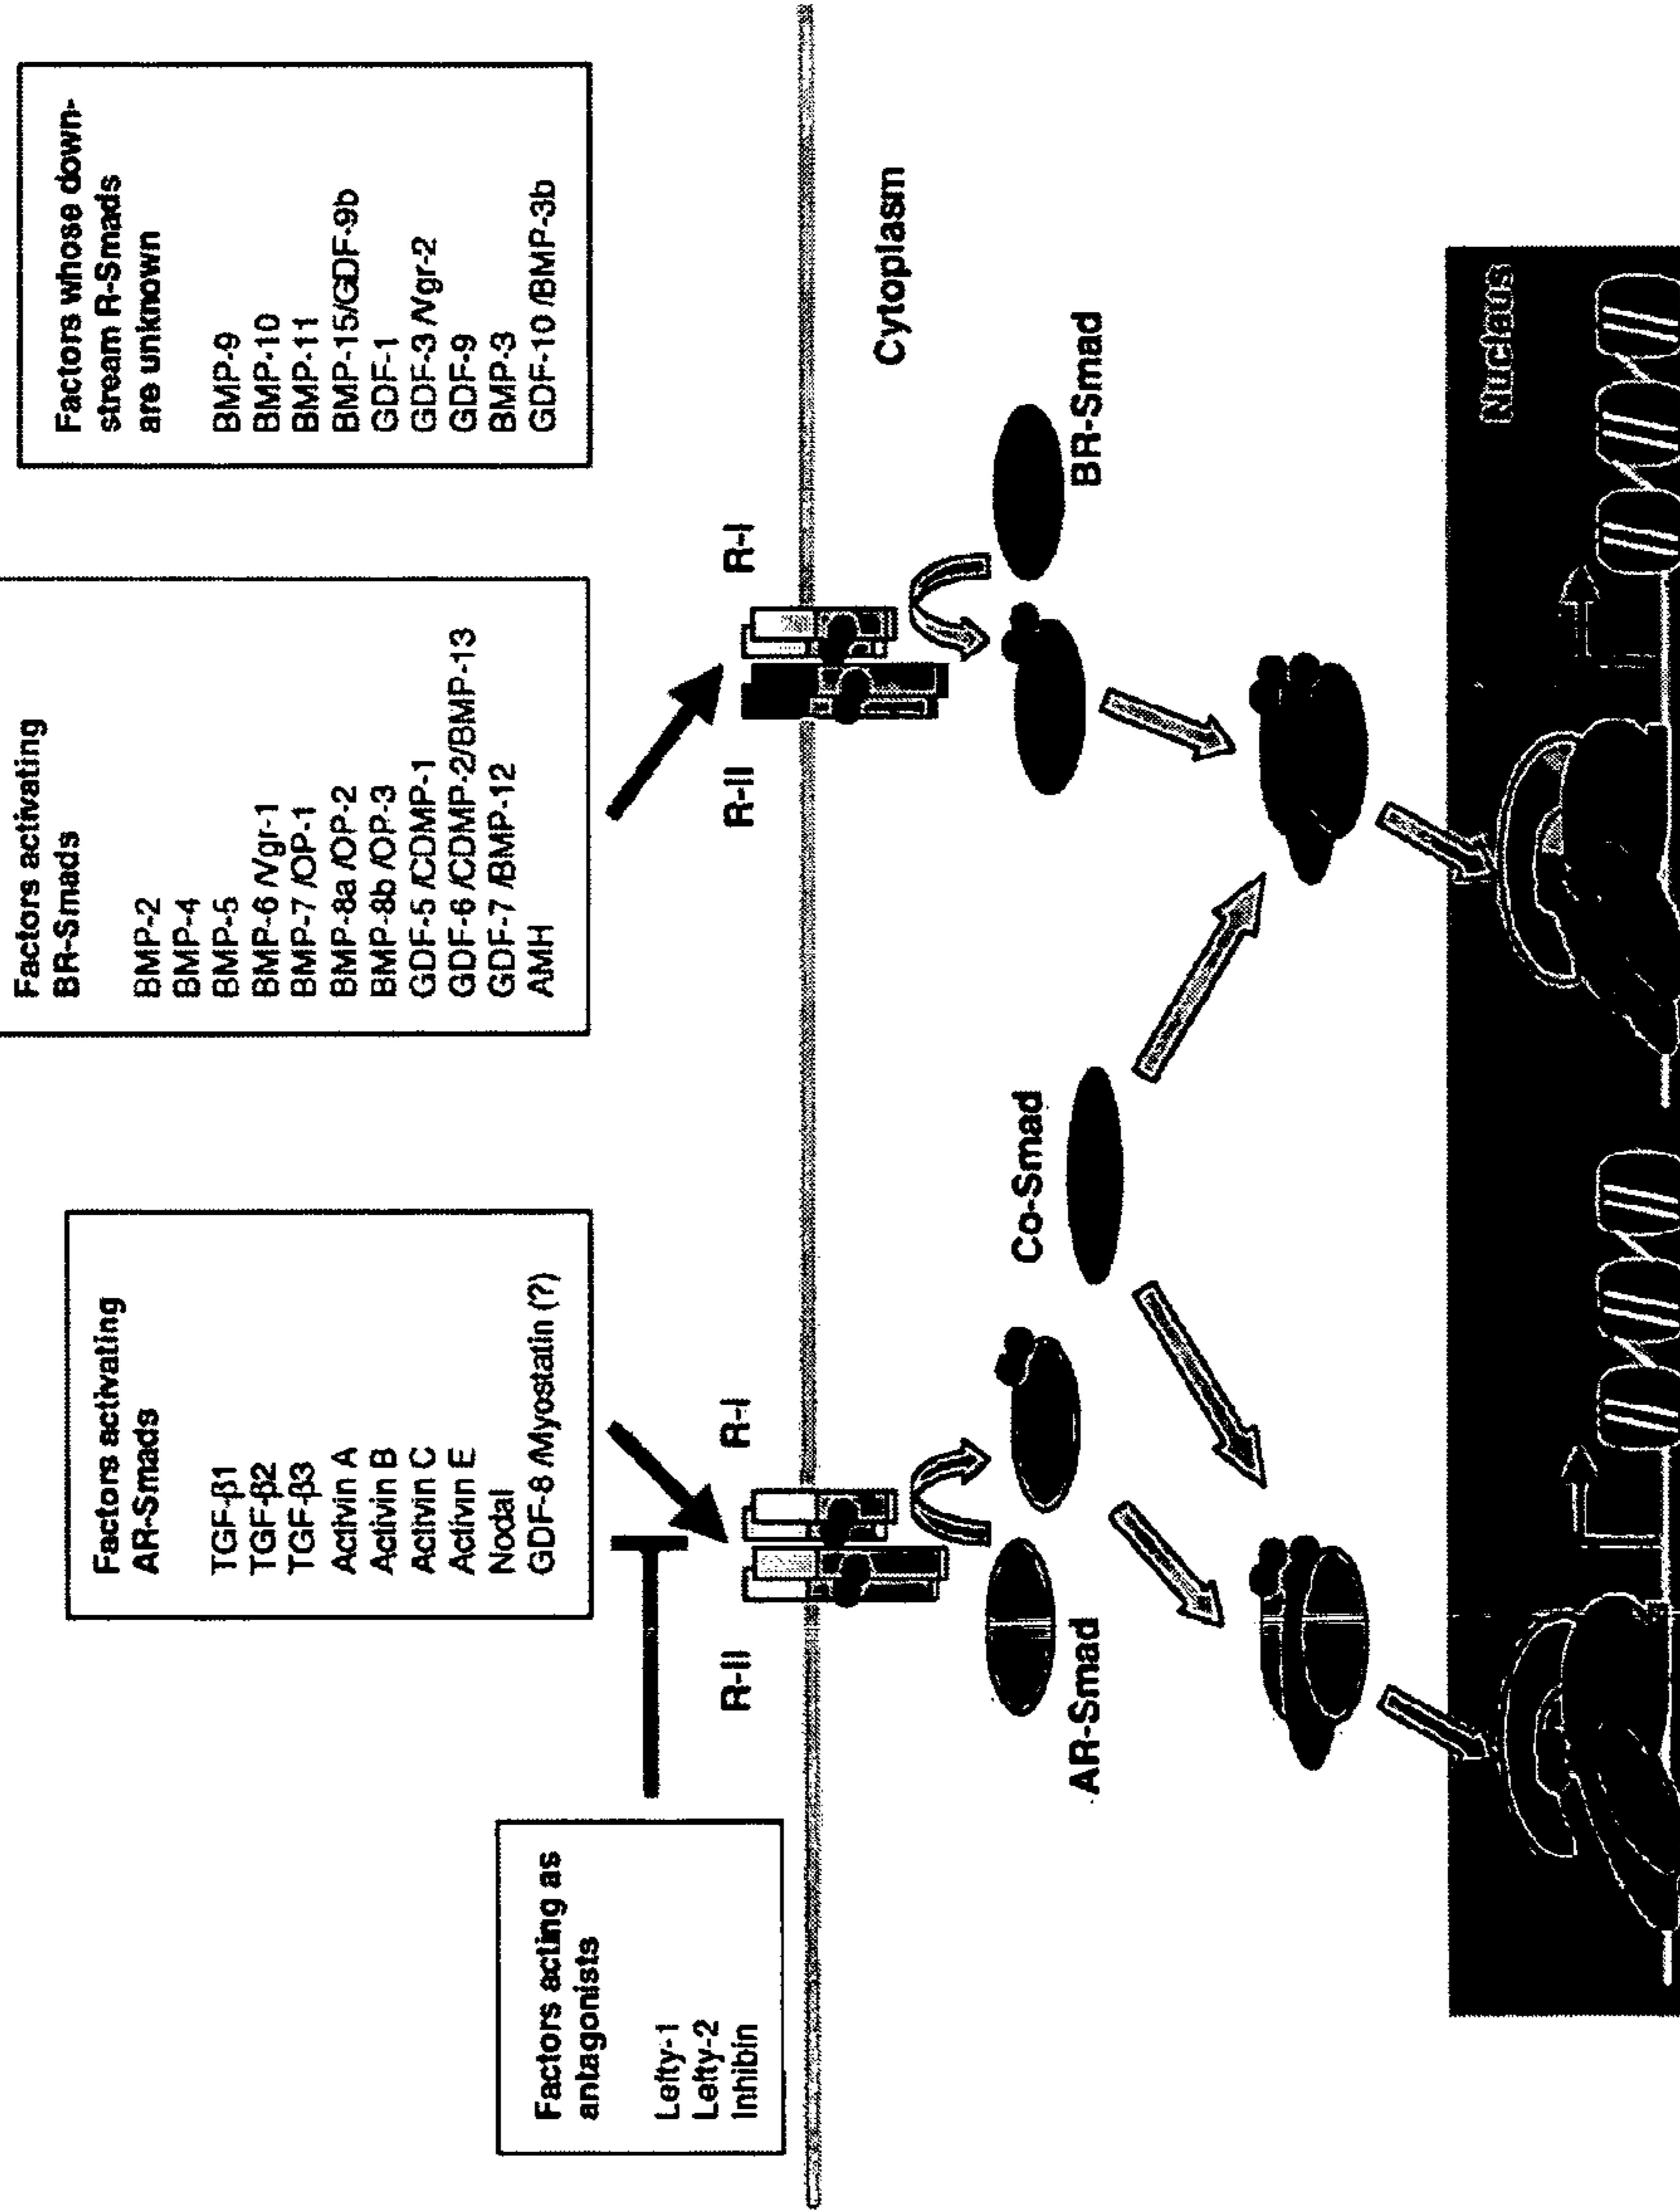 Factors acting as
antagonists
Lefty-1
Lefty-2
Inhibin
Factors activating
AR-Smads
TGF-β1
TGF-β2
TGF-β3
Activin A
Activin B
Activin C
Activin E
Nodal
GDF-8 /Myostatin (?)
Factors activating
BR-Smads
BMP-2
BMP-4
BMP-5
BMP-6 /Vgr-1
BMP-7 /OP-1
BMP-8a /OP-2
BMP-8b /OP-3
GDF-5 /CDMP-1
GDF-6 /CDMP-2/BMP-13
GDF-7 /BMP-12
AMH
Factors whose down-
stream R-Smads
are unknown
BMP-9
BMP-10
BMP-11
BMP-15/GDF-9b
GDF-1
GDF-3 /Vgr-2
GDF-9
BMP-3
GDF-10 /BMP-3b
R-II
R-I
R-II
R-I
Cytoplasm
AR-Smad
Co-Smad
BR-Smad
Nucleus